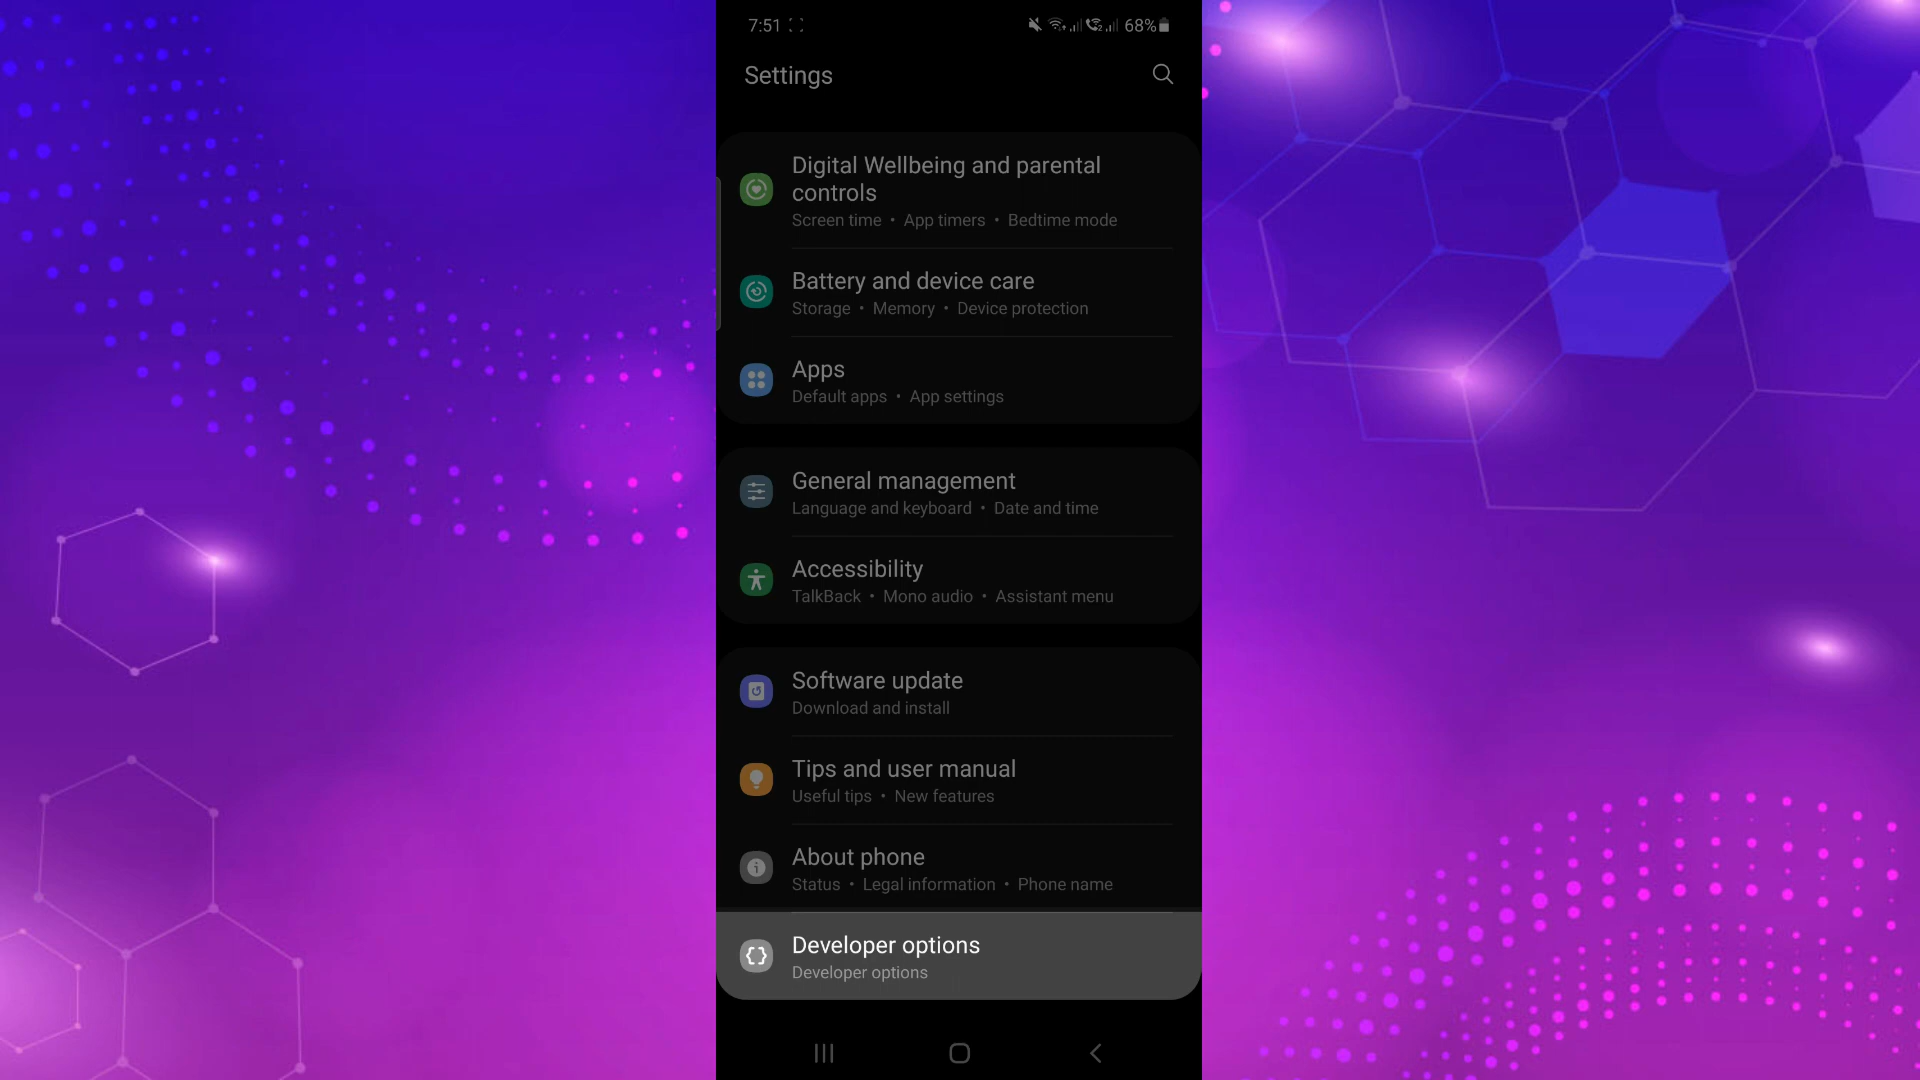 7:51
68%
Settings
Digital Wellbeing and parental
controls
Screen time • App timers • Bedtime mode
Battery and device care
Storage • Memory • Device protection
Apps
Default apps • App settings
General management
Language and keyboard • Date and time
Accessibility
TalkBack • Mono audio • Assistant menu
Software update
Download and install
Tips and user manual
Useful tips • New features
About phone
Status • Legal information • Phone name
Developer options
Developer options